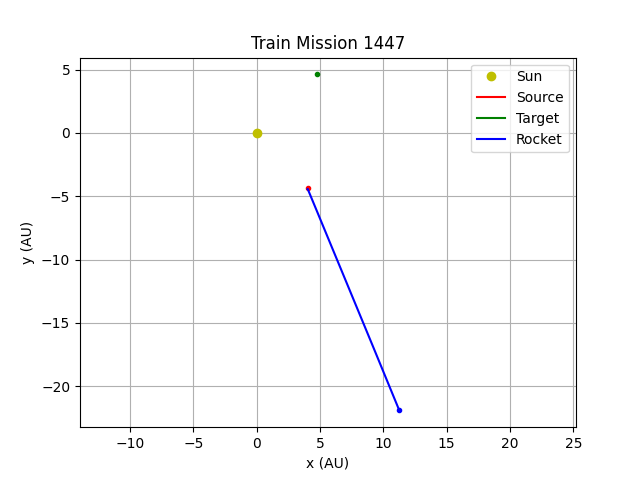 Train Mission 1447
Sun
Source
Target
Rocket
y (AU)
5
0
−5
−10
−15
−20
−10
−5
0
5
10
15
20
25
x (AU)